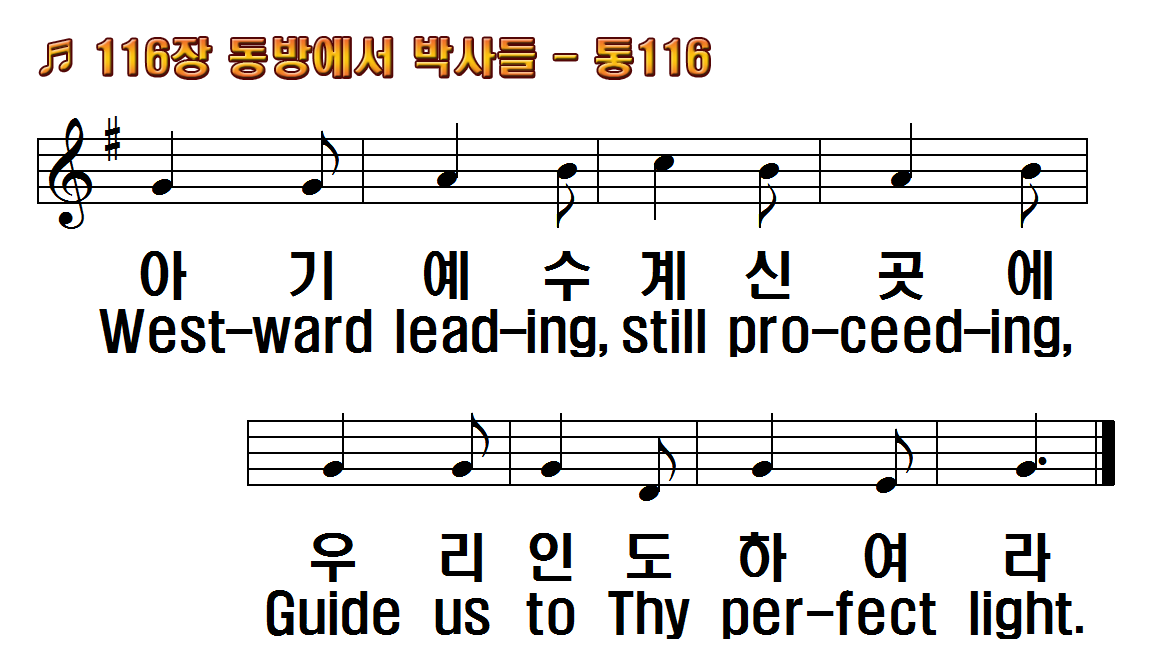 ♬ 116장 동방에서 박사들 - 통116
아 기 예 수 계 신 곳 에
West-ward lead-ing, still pro-ceed-ing,
우 리 인 도 하 여 라
Guide us to Thy per-fect light.